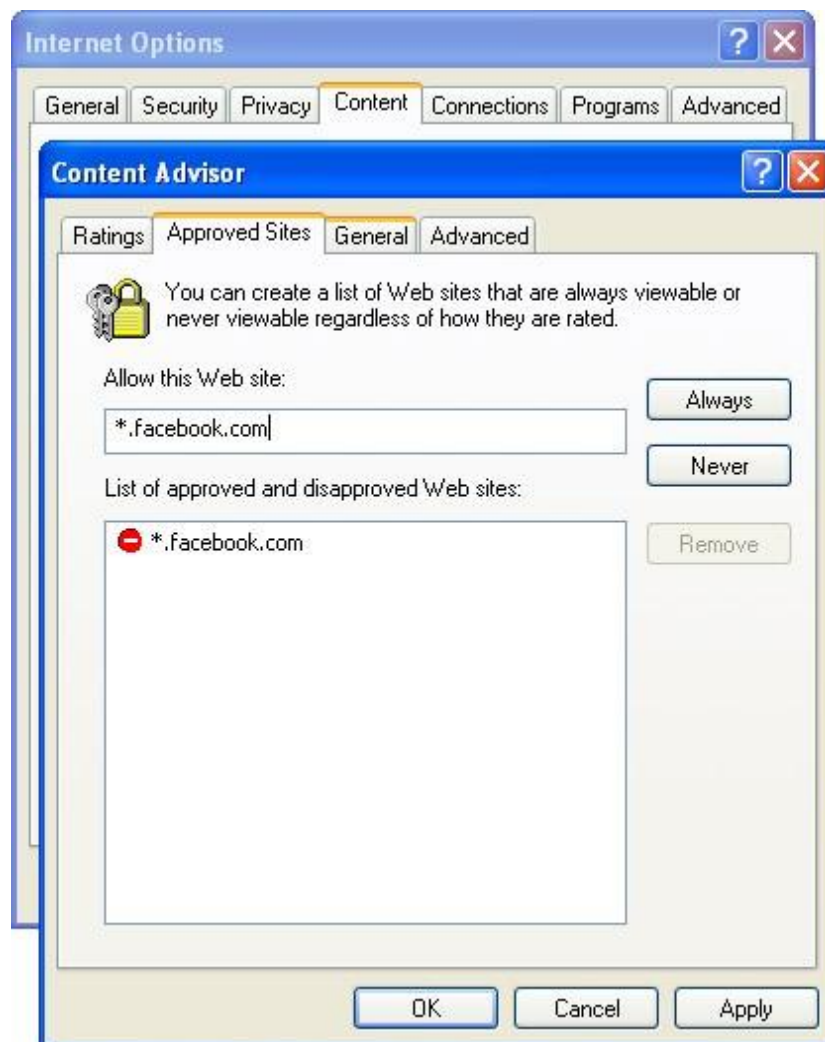 Internet Options
General Security Privacy Content Connections Programs Advanced
Content Advisor
Ratings Approved Sites General Advanced
You can create a list of Web sites that are always viewable or
never viewable regardless of how they are rated.
Allow this Web site:
Always
*.facebook.com
Never
List of approved and disapproved Web sites:
*.facebook.com
Remove
OK Cancel Apply